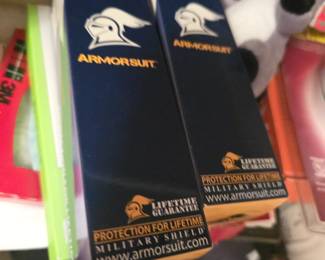 ARMORSUIT
LIFETIME
GUARANTEE
PROTECTION FOR LIFETIME
MILITARY SHIELD
www.armorsuit.com
ARMORSUIT
LIFETIME
GUARANTEE
PROTECTION FOR LIFETIME
MILITARY SHIELD
www.armorsuit.com
3M